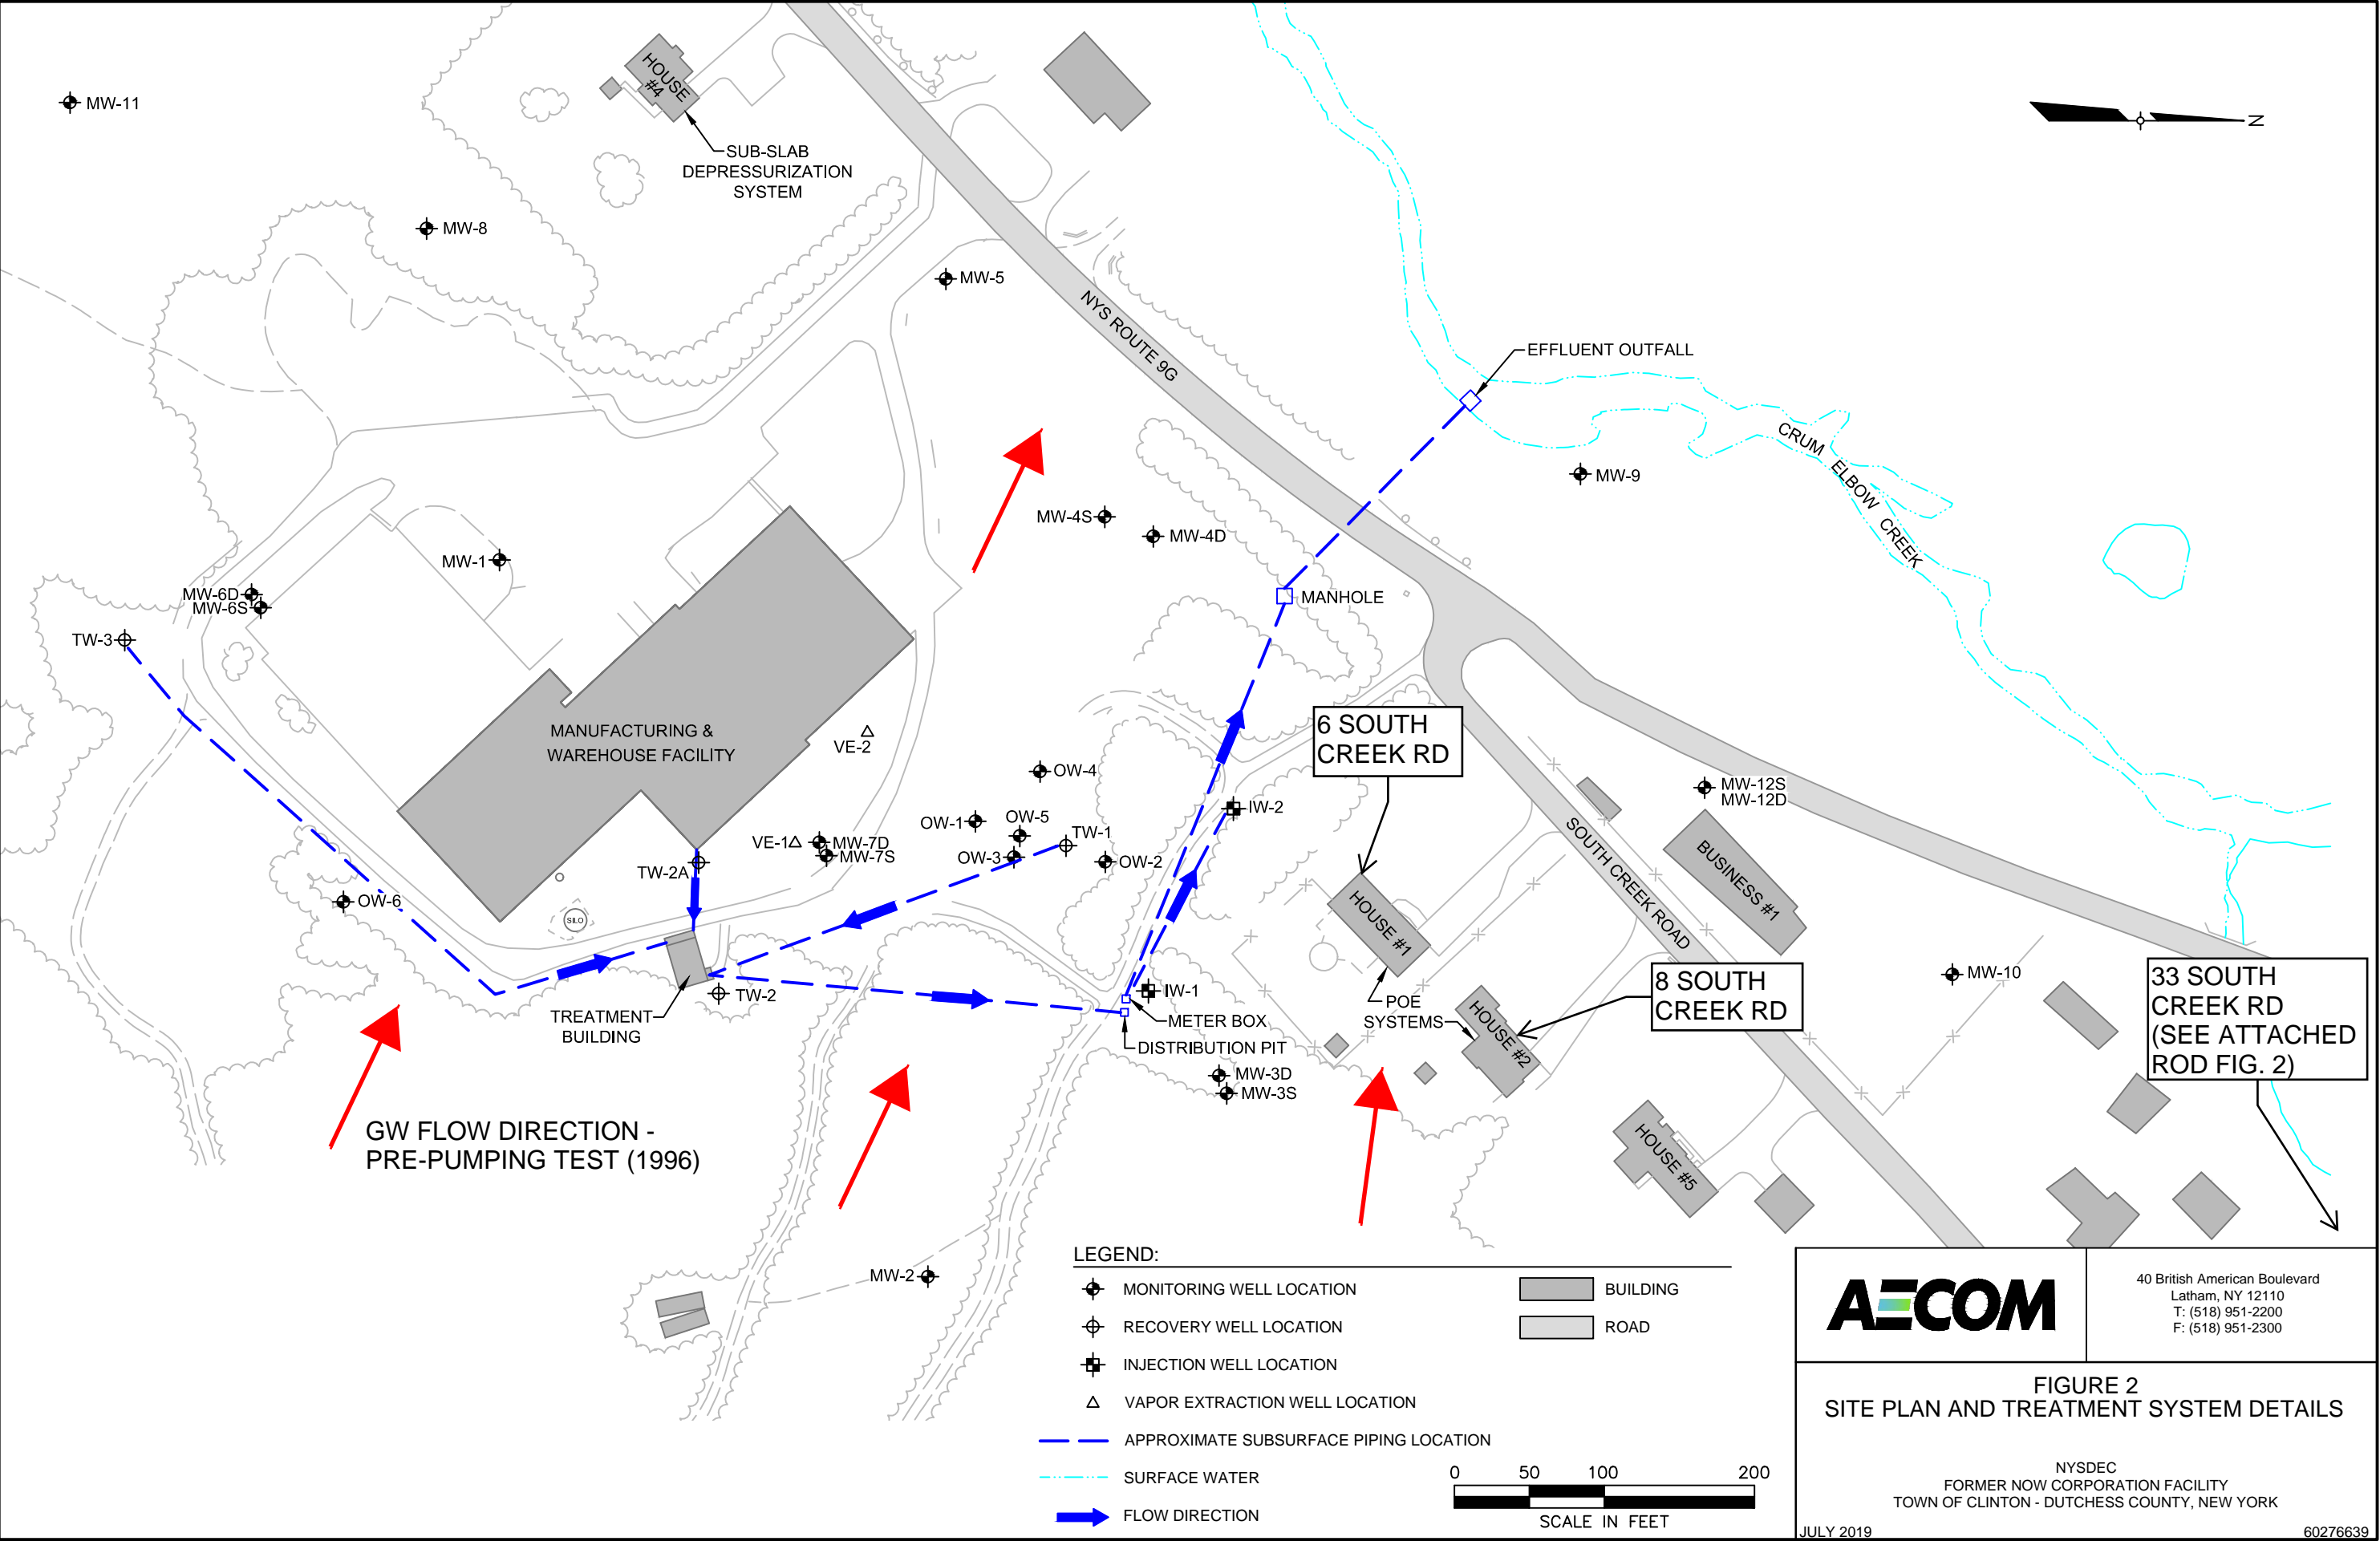 HOUSE
#4
MW-11
SUB-SLAB
DEPRESSURIZATION
SYSTEM
N
MW-8
MW-5
NYS ROUTE 9G
EFFLUENT OUTFALL
CRUM ELBOW CREEK
MW-9
MW-4S
MW-4D
MW-1
MW-6D
MW-6S
MANHOLE
TW-3
MANUFACTURING &
WAREHOUSE FACILITY
VE-2
6 SOUTH
CREEK RD
OW-4
MW-12S
MW-12D
IW-2
OW-1
OW-5
TW-1
VE-1
MW-7D
MW-7S
OW-3
OW-2
TW-2A
SOUTH CREEK ROAD
BUSINESS #1
OW-6
SILO
HOUSE #1
TW-2
IW-1
POE
SYSTEMS
8 SOUTH
CREEK RD
MW-10
33 SOUTH
CREEK RD
(SEE ATTACHED
ROD FIG. 2)
TREATMENT
BUILDING
METER BOX
DISTRIBUTION PIT
HOUSE #2
MW-3D
MW-3S
GW FLOW DIRECTION -
PRE-PUMPING TEST (1996)
HOUSE #5
MW-2
LEGEND:
MONITORING WELL LOCATION
RECOVERY WELL LOCATION
INJECTION WELL LOCATION
VAPOR EXTRACTION WELL LOCATION
APPROXIMATE SUBSURFACE PIPING LOCATION
SURFACE WATER
FLOW DIRECTION
BUILDING
ROAD
0 50 100 200
SCALE IN FEET
AECOM
40 British American Boulevard
Latham, NY 12110
T: (518) 951-2200
F: (518) 951-2300
FIGURE 2
SITE PLAN AND TREATMENT SYSTEM DETAILS
NYSDEC
FORMER NOW CORPORATION FACILITY
TOWN OF CLINTON - DUTCHESS COUNTY, NEW YORK
JULY 2019
60276639